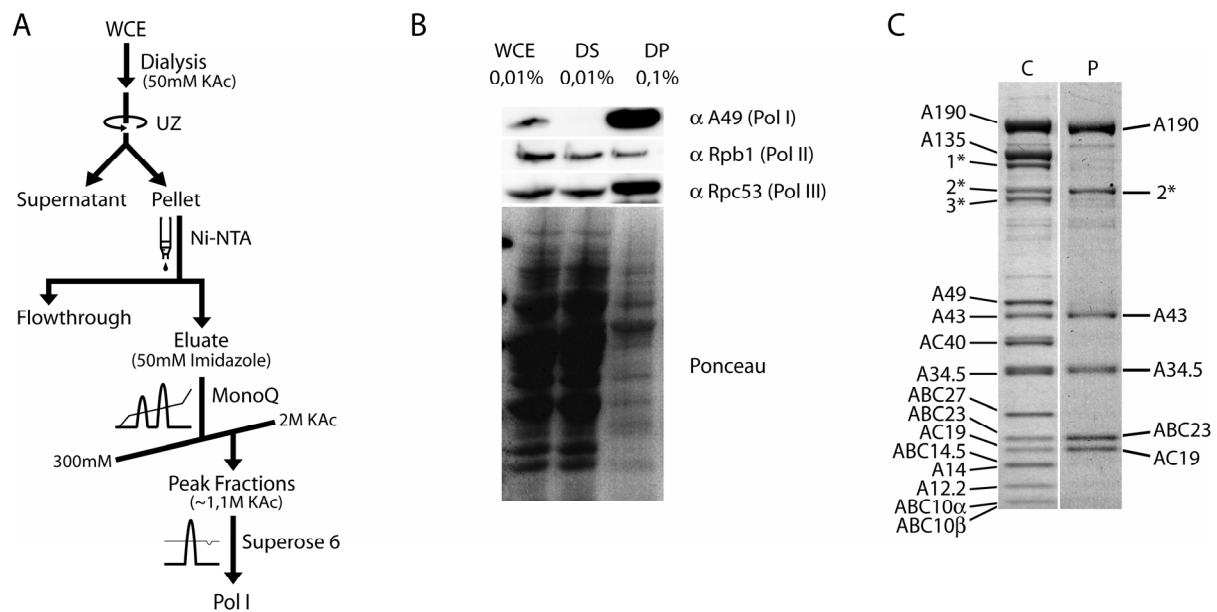 A
WCE
Dialysis
(50mM KAc)
UZ
Supernatant
Pellet
Ni-NTA
Flowthrough
Eluate
(50mM Imidazole)
MonoQ
2M KAc
300mM
Peak Fractions
(~1,1M KAc)
Superose 6
Pol I
B
WCE DS DP
0,01% 0,01% 0,1%
α A49 (Pol I)
α Rpb1 (Pol II)
α Rpc53 (Pol III)
Ponceau
C
C P
A190
A135
1*
2*
3*
A49
A43
AC40
A34.5
ABC27
ABC23
AC19
ABC14.5
A14
A12.2
ABC10α
ABC10β
A190
2*
A43
A34.5
ABC23
AC19